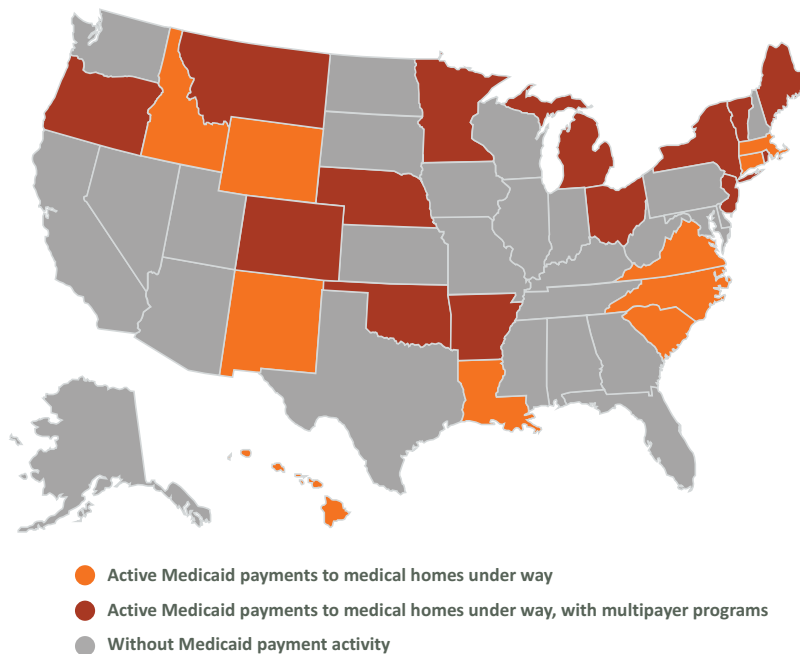 Active Medicaid payments to medical homes under way
Active Medicaid payments to medical homes under way, with multipayer programs
Without Medicaid payment activity